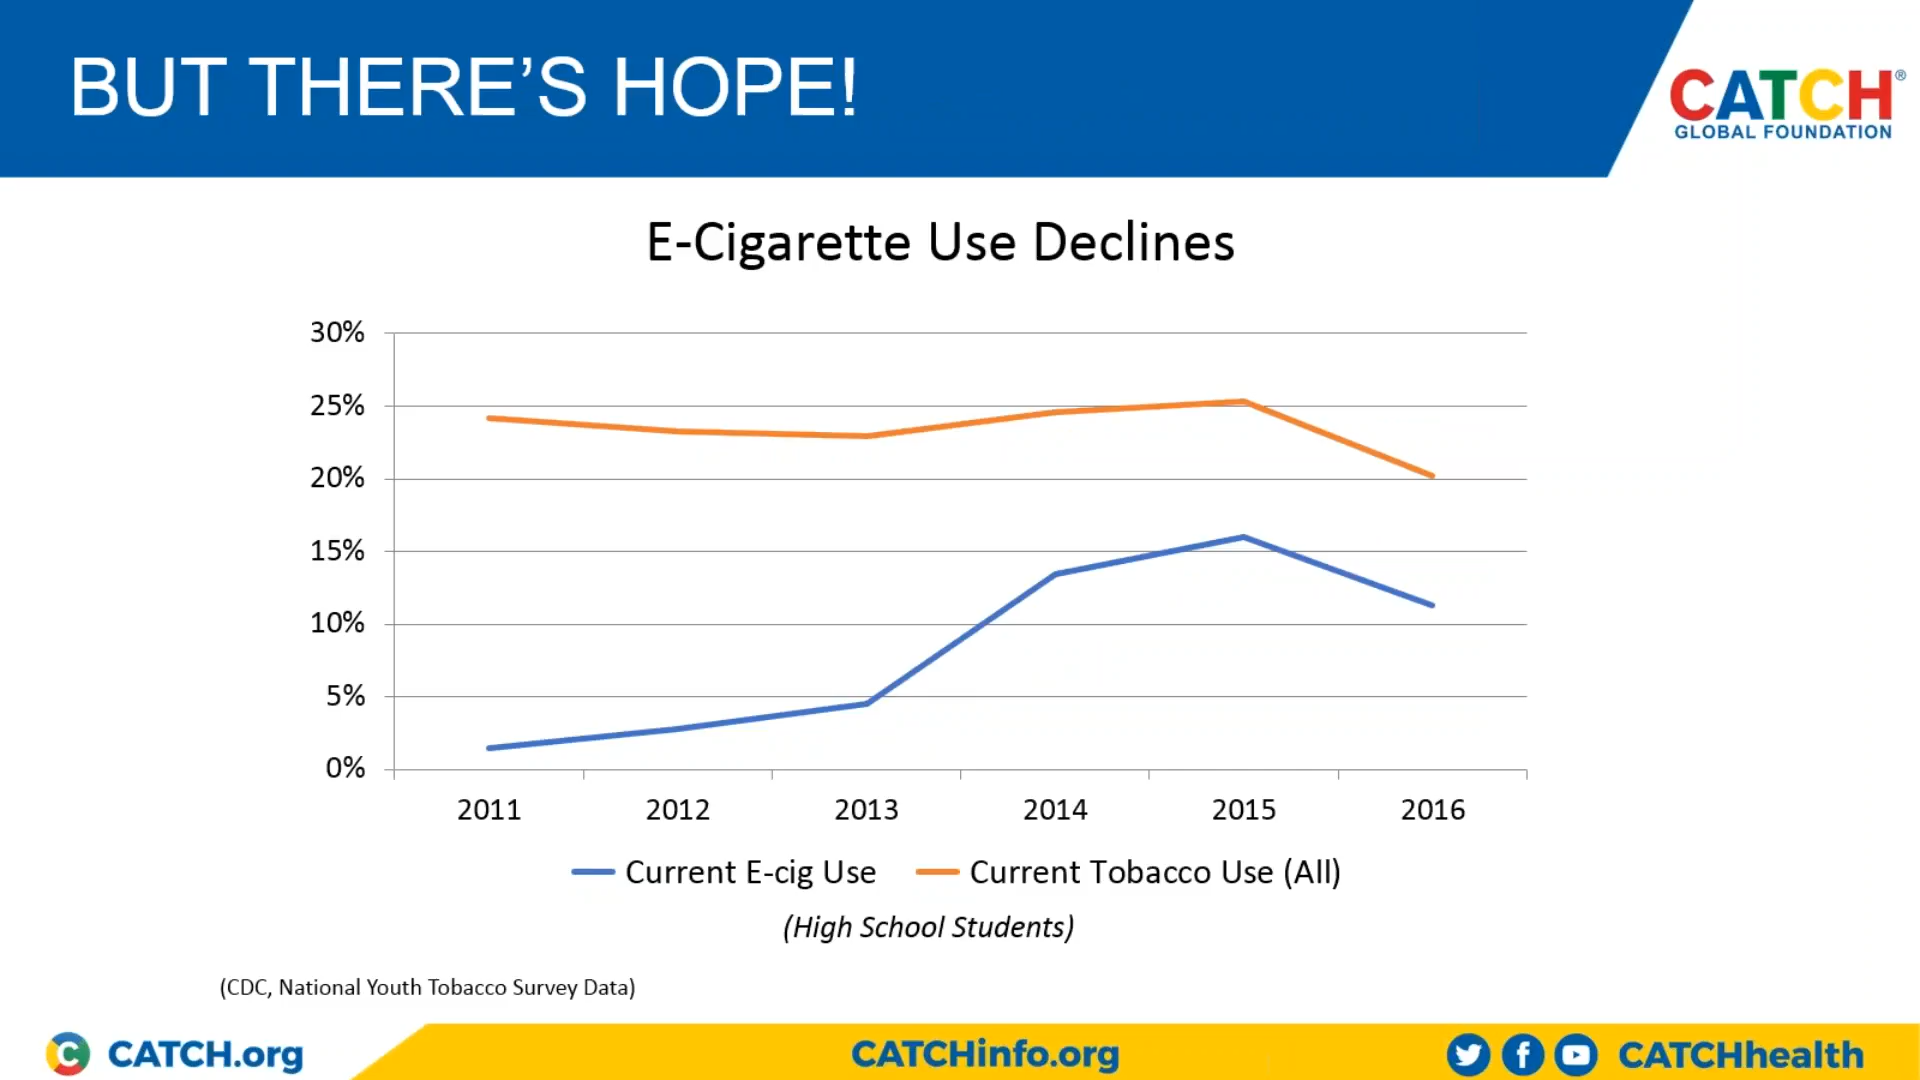 BUT THERE’S HOPE!
CATCH®
GLOBAL FOUNDATION
E-Cigarette Use Declines
30%
25%
20%
15%
10%
5%
0%
2011 2012 2013 2014 2015 2016
Current E-cig Use Current Tobacco Use (All)
(High School Students)
(CDC, National Youth Tobacco Survey Data)
C CATCH.org CATCHinfo.org f CATCHhealth